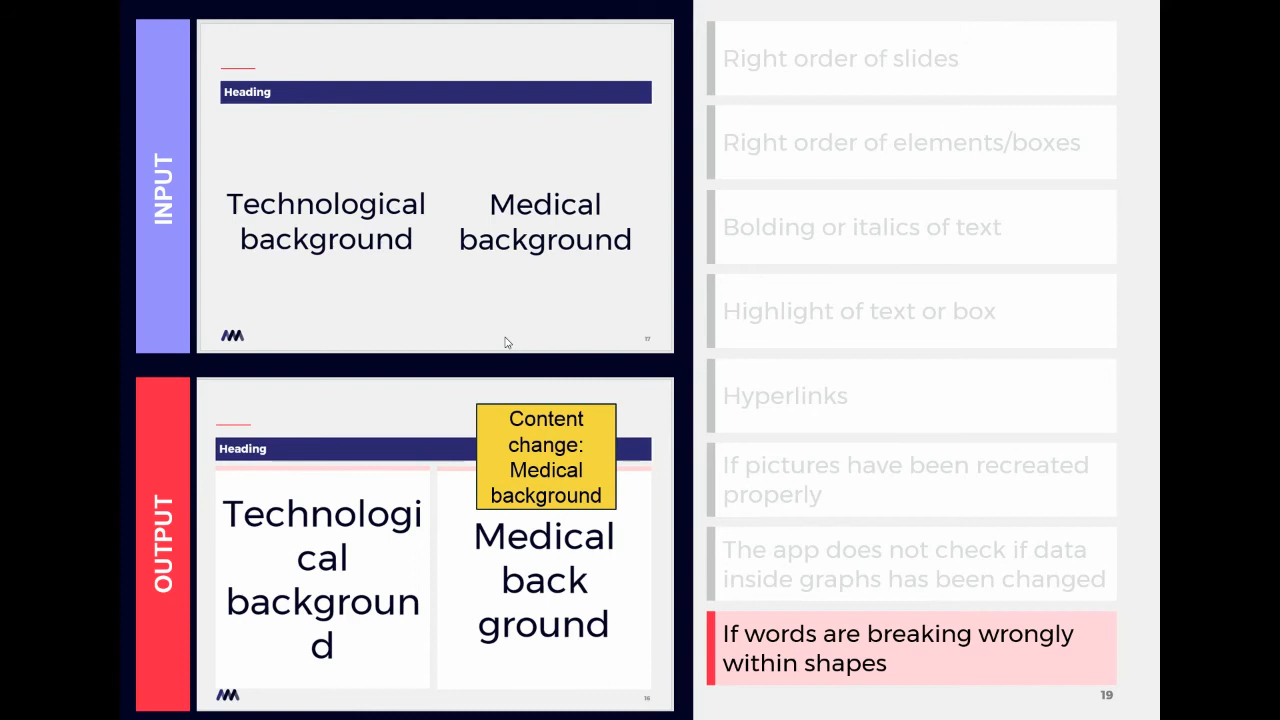 INPUT
Heading
Technological
background
Medical
background
17
OUTPUT
Heading
Technologi
cal
backgroun
d
Content
change:
Medical
background
Medical
back
ground
16
Right order of slides
Right order of elements/boxes
Bolding or italics of text
Highlight of text or box
Hyperlinks
If pictures have been recreated
properly
The app does not check if data
inside graphs has been changed
If words are breaking wrongly
within shapes
19